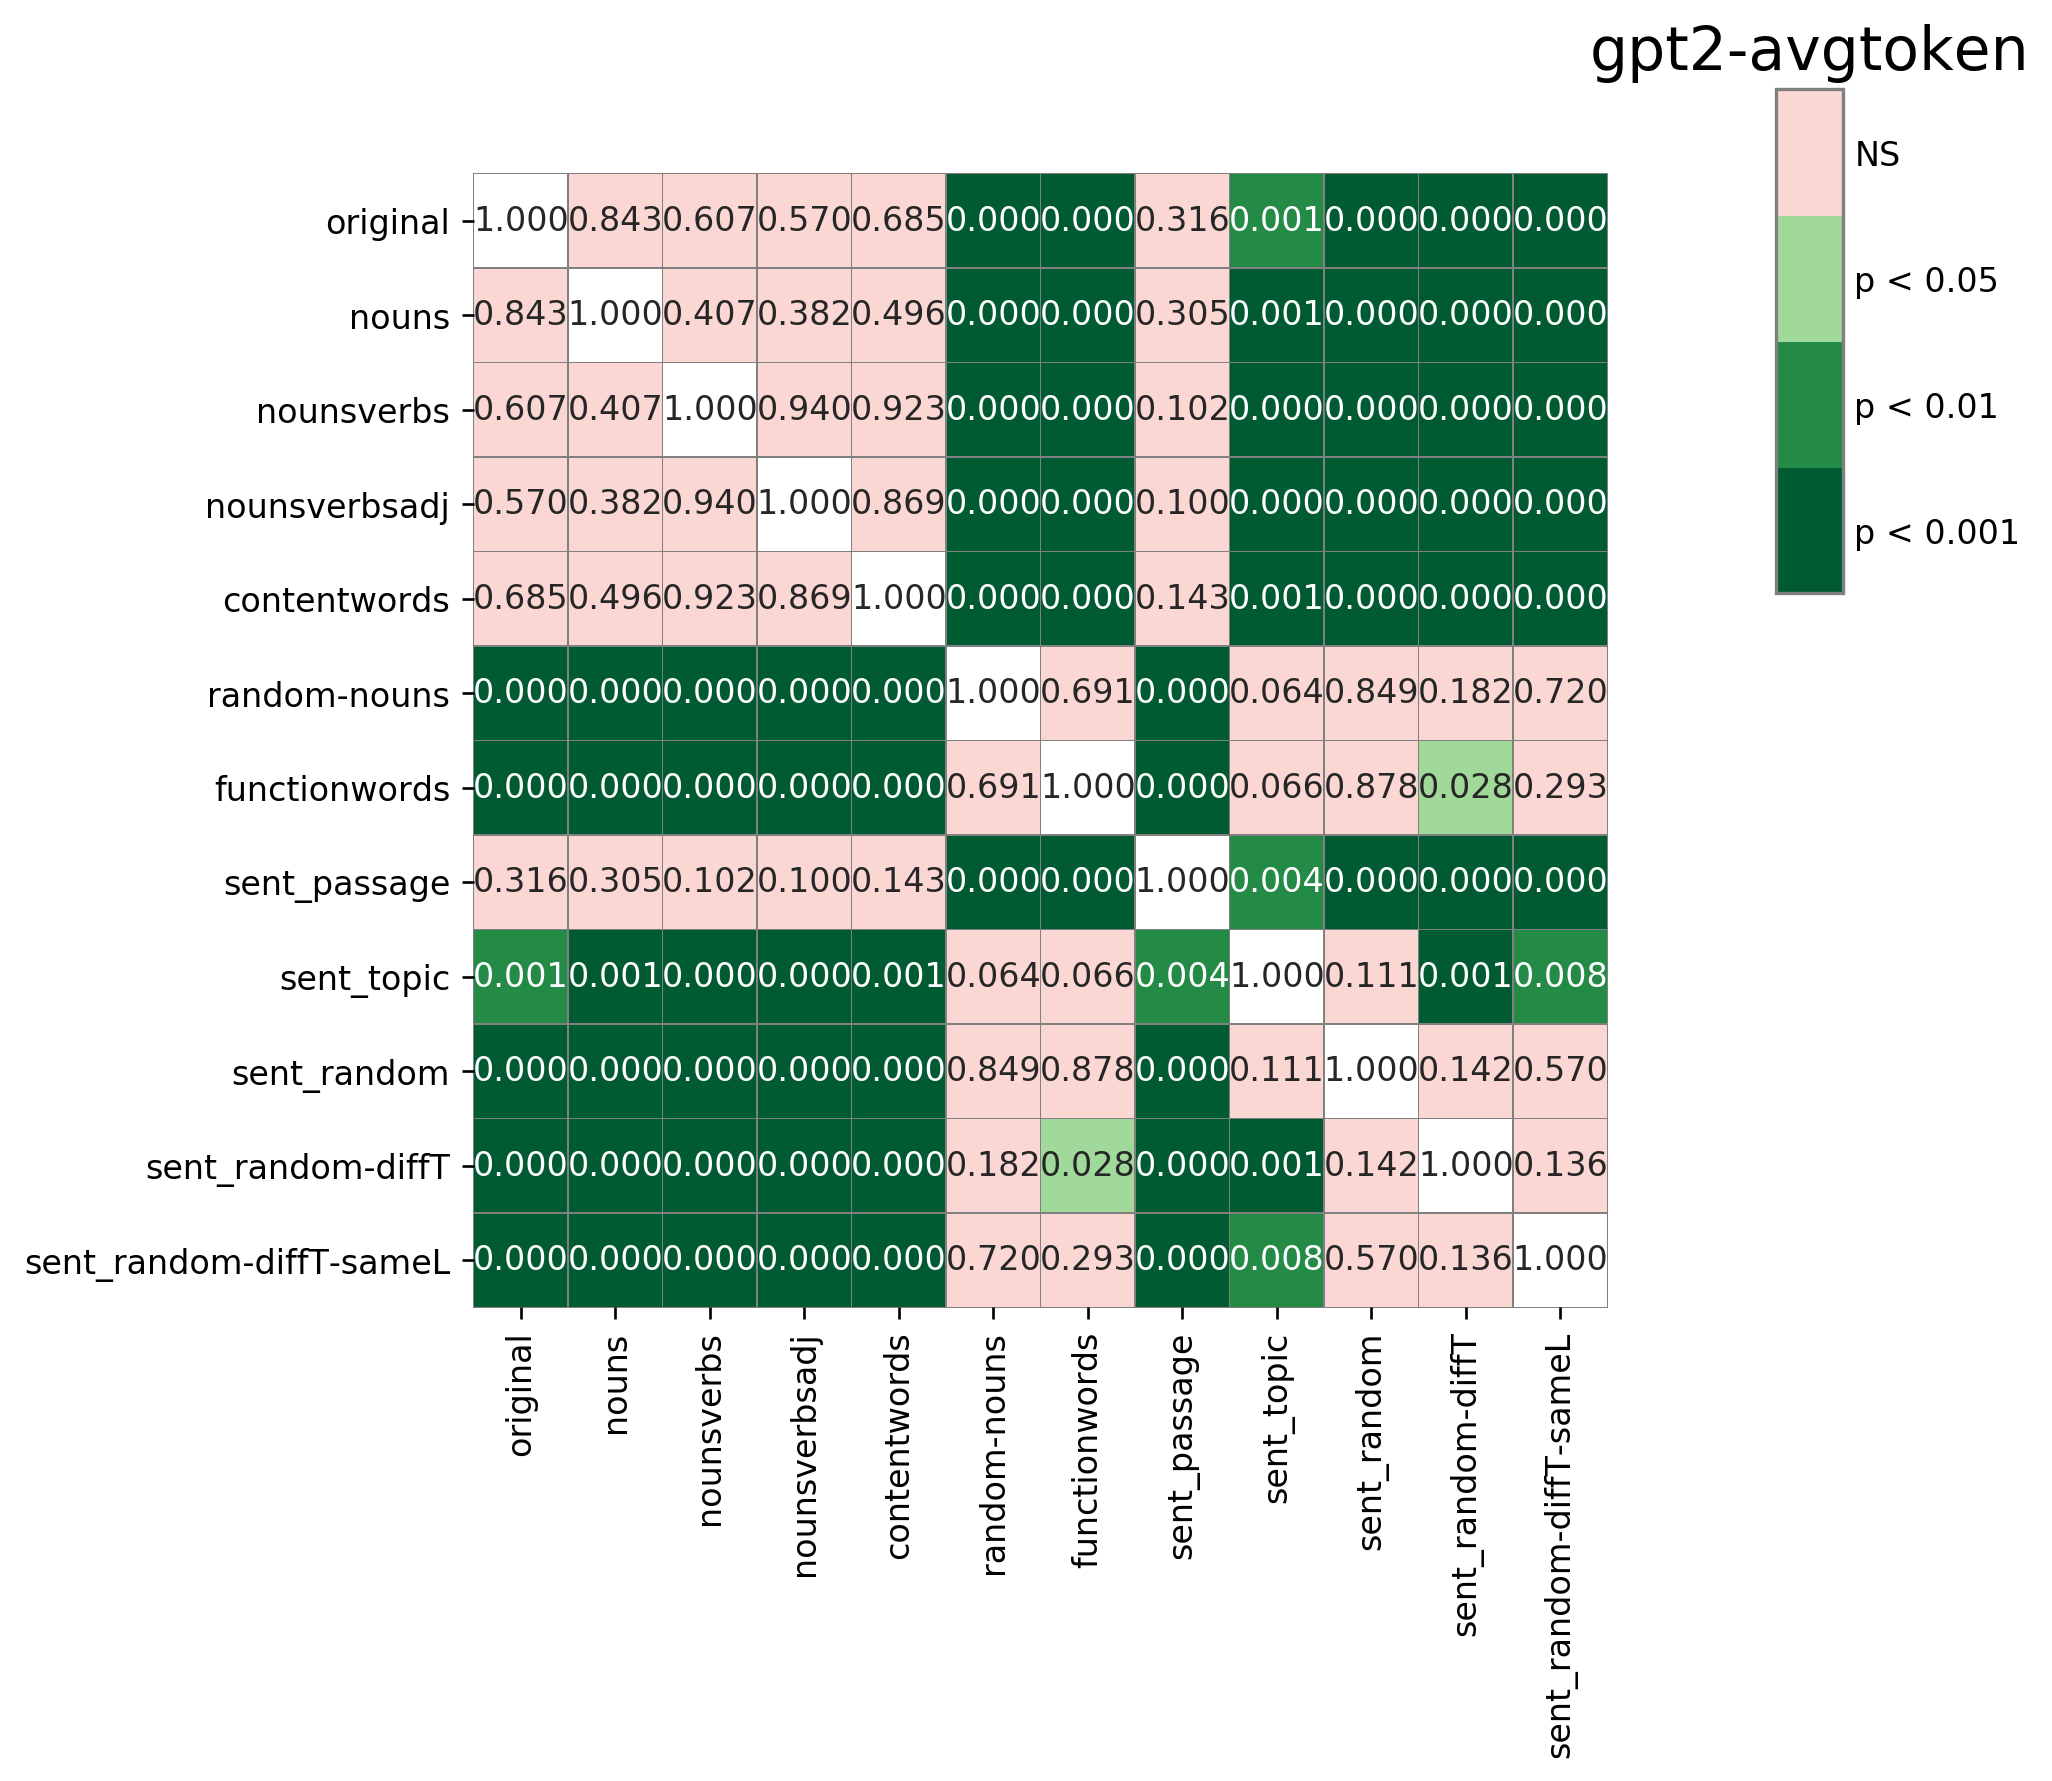 gpt2-avgtoken
NS
p < 0.05
p < 0.01
p < 0.001
original 1.000 0.843 0.607 0.570 0.685 0.000 0.000 0.316 0.001 0.000 0.000 0.000
nouns 0.843 1.000 0.407 0.382 0.496 0.000 0.000 0.305 0.001 0.000 0.000 0.000
nounsverbs 0.607 0.407 1.000 0.940 0.923 0.000 0.000 0.102 0.000 0.000 0.000 0.000
nounsverbsadj 0.570 0.382 0.940 1.000 0.869 0.000 0.000 0.100 0.000 0.000 0.000 0.000
contentwords 0.685 0.496 0.923 0.869 1.000 0.000 0.000 0.143 0.001 0.000 0.000 0.000
random-nouns 0.000 0.000 0.000 0.000 0.000 1.000 0.691 0.000 0.064 0.849 0.182 0.720
functionwords 0.000 0.000 0.000 0.000 0.000 0.691 1.000 0.000 0.066 0.878 0.028 0.293
sent_passage 0.316 0.305 0.102 0.100 0.143 0.000 0.000 1.000 0.004 0.000 0.000 0.000
sent_topic 0.001 0.001 0.000 0.000 0.001 0.064 0.066 0.004 1.000 0.111 0.001 0.008
sent_random 0.000 0.000 0.000 0.000 0.000 0.849 0.878 0.000 0.111 1.000 0.142 0.570
sent_random-diffT 0.000 0.000 0.000 0.000 0.000 0.182 0.028 0.000 0.001 0.142 1.000 0.136
sent_random-diffT-sameL 0.000 0.000 0.000 0.000 0.000 0.720 0.293 0.000 0.008 0.570 0.136 1.000
original
nouns
nounsverbs
nounsverbsadj
contentwords
random-nouns
functionwords
sent_passage
sent_topic
sent_random
sent_random-diffT
sent_random-diffT-sameL